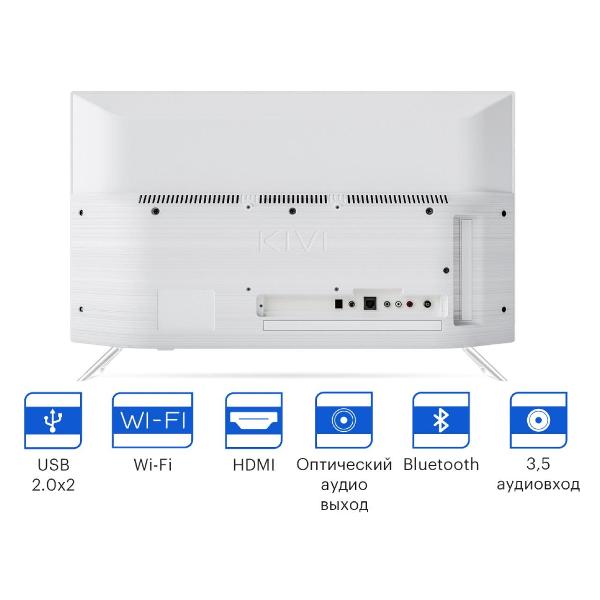 KIVI
WI-FI
USB
2.0x2
Wi-Fi
HDMI
Оптический
аудио
выход
Bluetooth
3,5
аудиовход